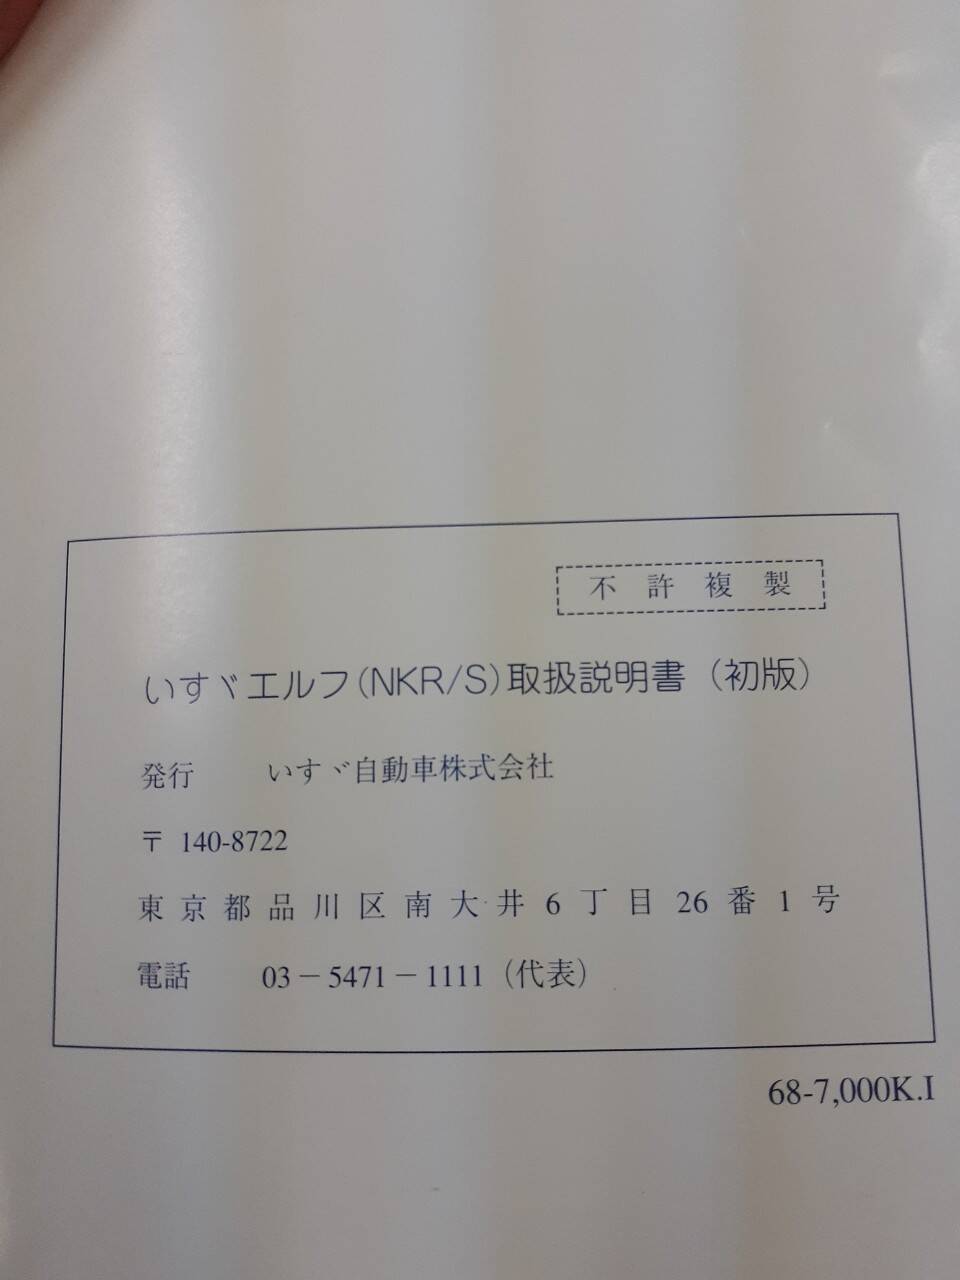 不許複製
いすゞエルフ(NKR/S)取扱説明書（初版）
発行　いすゞ自動車株式会社
〒 140-8722
東京都品川区南大井6丁目26番1号
電話　03－5471－1111（代表）
68-7,000K.I